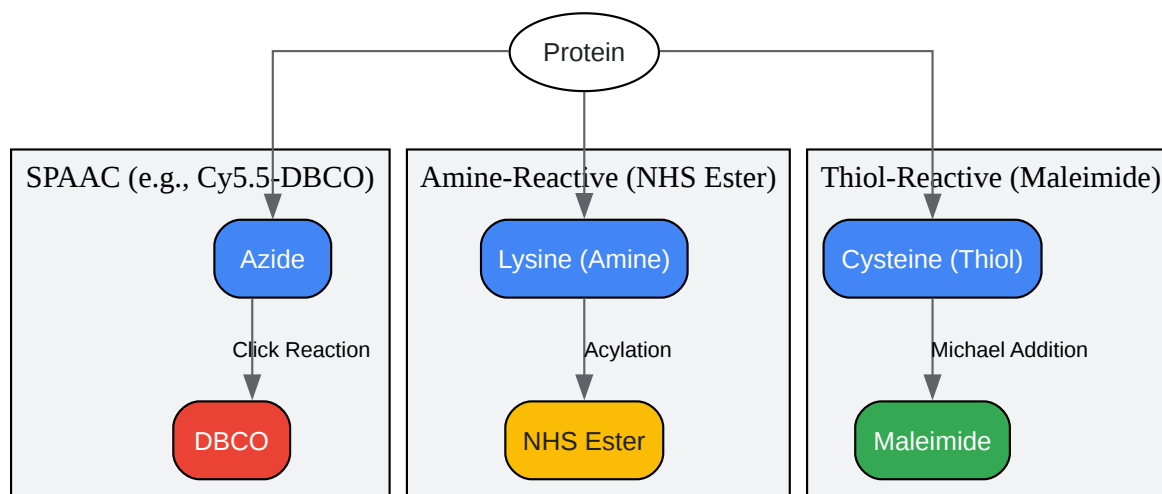 Protein
SPAAC (e.g., Cy5.5-DBCO)
Amine-Reactive (NHS Ester)
Thiol-Reactive (Maleimide)
Azide
Lysine (Amine)
Cysteine (Thiol)
Click Reaction
Acylation
Michael Addition
DBCO
NHS Ester
Maleimide